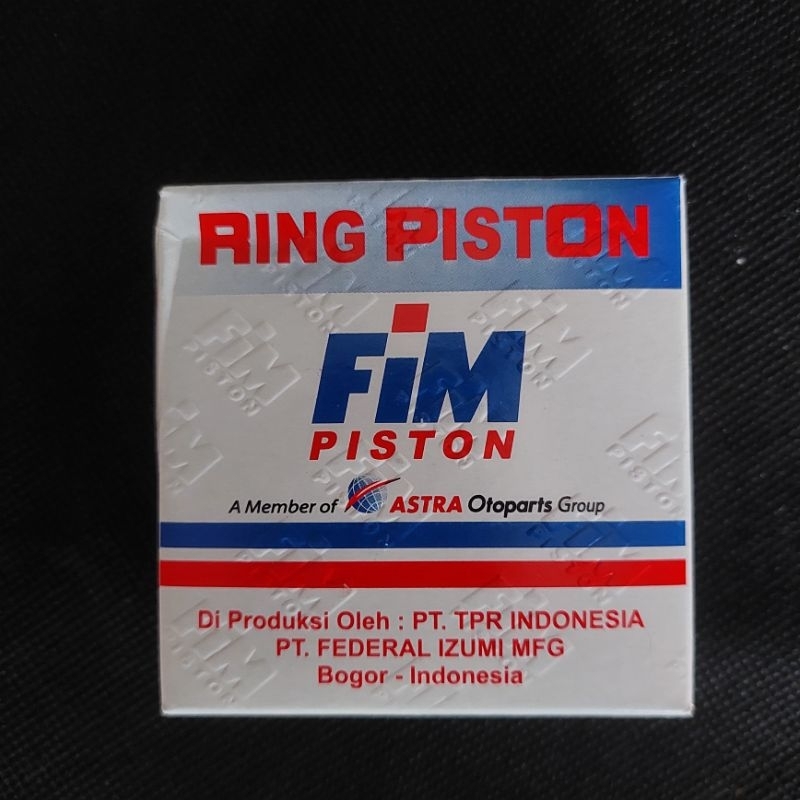 RING PISTON
FiM
PISTON
A Member of ASTRA Otoparts Group
Di Produksi Oleh : PT. TPR INDONESIA
PT. FEDERAL IZUMI MFG
Bogor - Indonesia